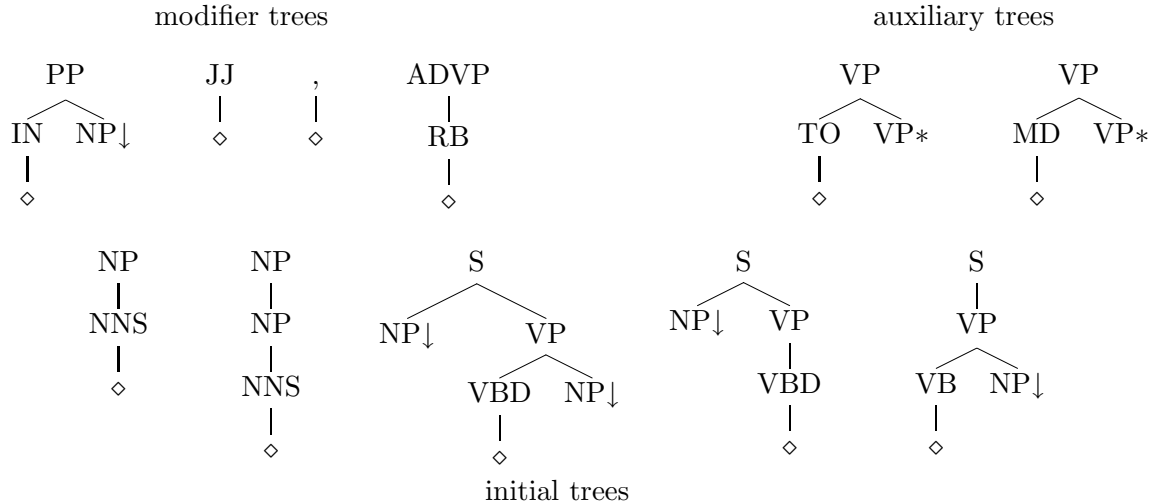 modifier trees auxiliary trees
PP JJ , ADVP VP VP
IN NP↓ ◇ ◇ RB TO VP∗ MD VP∗
◇ ◇ ◇ ◇
NP NP S S S
NNS NP NP↓ VP NP↓ VP VP
◇ NNS VBD NP↓ VBD VB NP↓
◇ ◇ ◇ ◇
initial trees